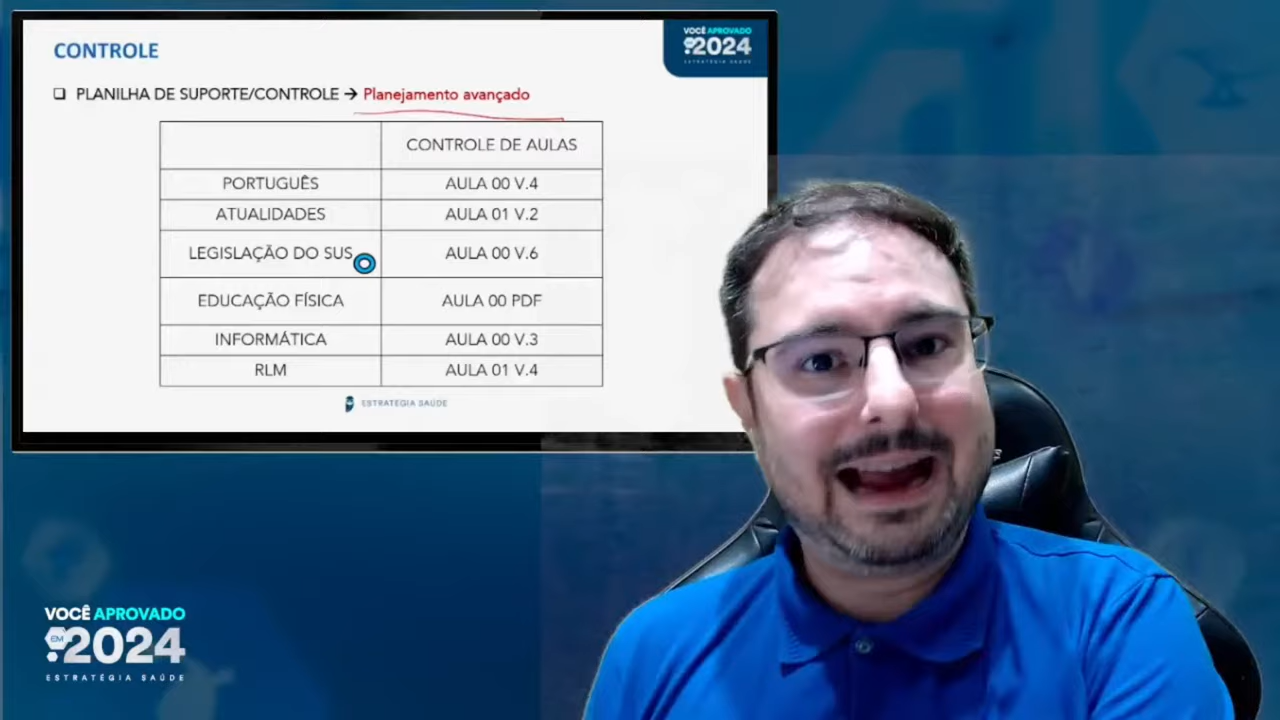 CONTROLE
VOCÊ APROVADO
EM 2024
ESTRATÉGIA SAÚDE
❑ PLANILHA DE SUPORTE/CONTROLE → Planejamento avançado
CONTROLE DE AULAS
PORTUGUÊS AULA 00 V.4
ATUALIDADES AULA 01 V.2
LEGISLAÇÃO DO SUS AULA 00 V.6
EDUCAÇÃO FÍSICA AULA 00 PDF
INFORMÁTICA AULA 00 V.3
RLM AULA 01 V.4
ESTRATÉGIA SAÚDE
VOCÊ APROVADO
EM 2024
ESTRATÉGIA SAÚDE